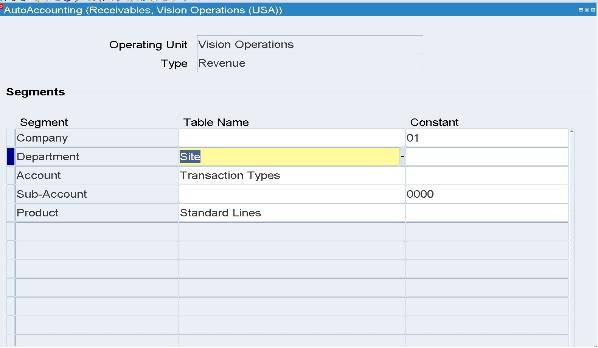 AutoAccounting (Receivables, Vision Operations (USA))
Operating Unit Vision Operations
Type Revenue
Segments
Segment Table Name Constant
Company 01
Department Site
Account Transaction Types
Sub-Account 0000
Product Standard Lines